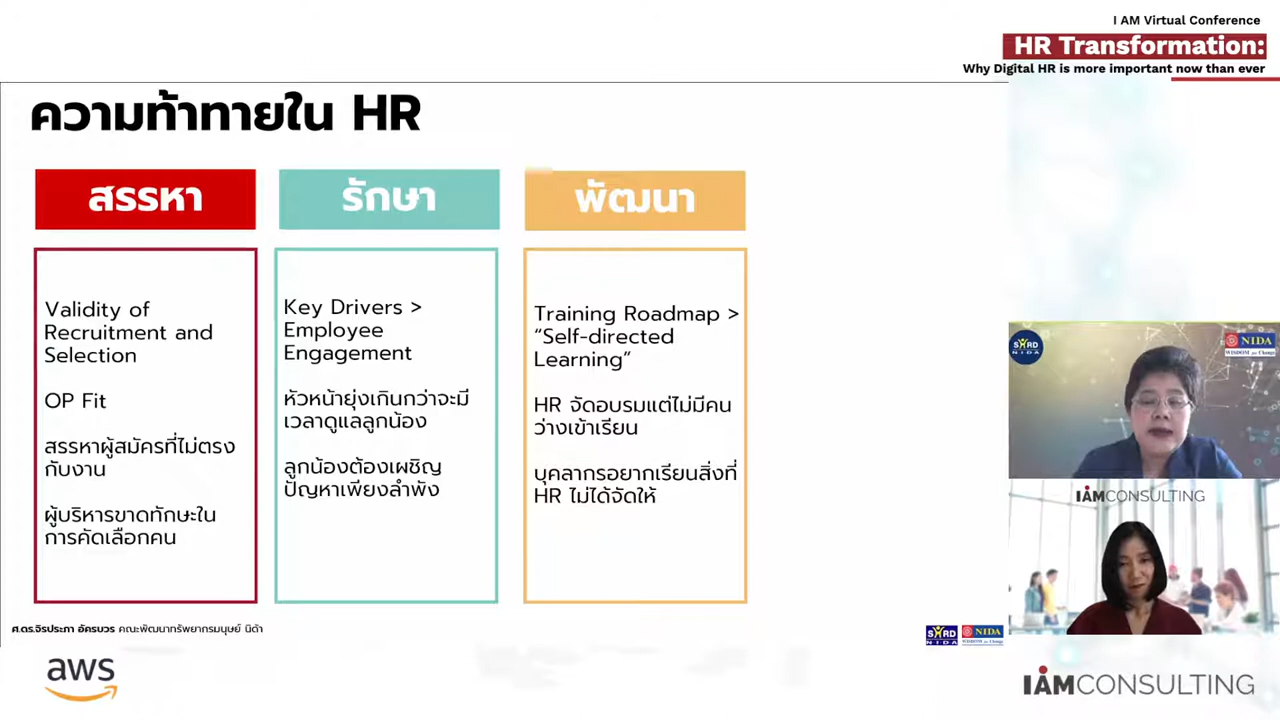 I AM Virtual Conference
HR Transformation:
Why Digital HR is more important now than ever
ความท้าทายใน HR
สรรหา
รักษา
พัฒนา
Validity of
Recruitment and
Selection
OP Fit
สรรหาผู้สมัครที่ไม่ตรง
กับงาน
ผู้บริหารขาดทักษะใน
การคัดเลือกคน
Key Drivers >
Employee
Engagement
หัวหน้ายุ่งเกินกว่าจะมี
เวลาดูแลลูกน้อง
ลูกน้องต้องเผชิญ
ปัญหาเพียงลำพัง
Training Roadmap >
“Self-directed
Learning”
HR จัดอบรมแต่ไม่มีคน
ว่างเข้าเรียน
บุคลากรอยากเรียนสิ่งที่
HR ไม่ได้จัดให้
NIDA
WISDOM for Change
IAMCONSULTING
ศ.ดร.จิรประภา อัครบวร คณะพัฒนาทรัพยากรมนุษย์ นิด้า
SHRD
NIDA
NIDA
aws
IAMCONSULTING